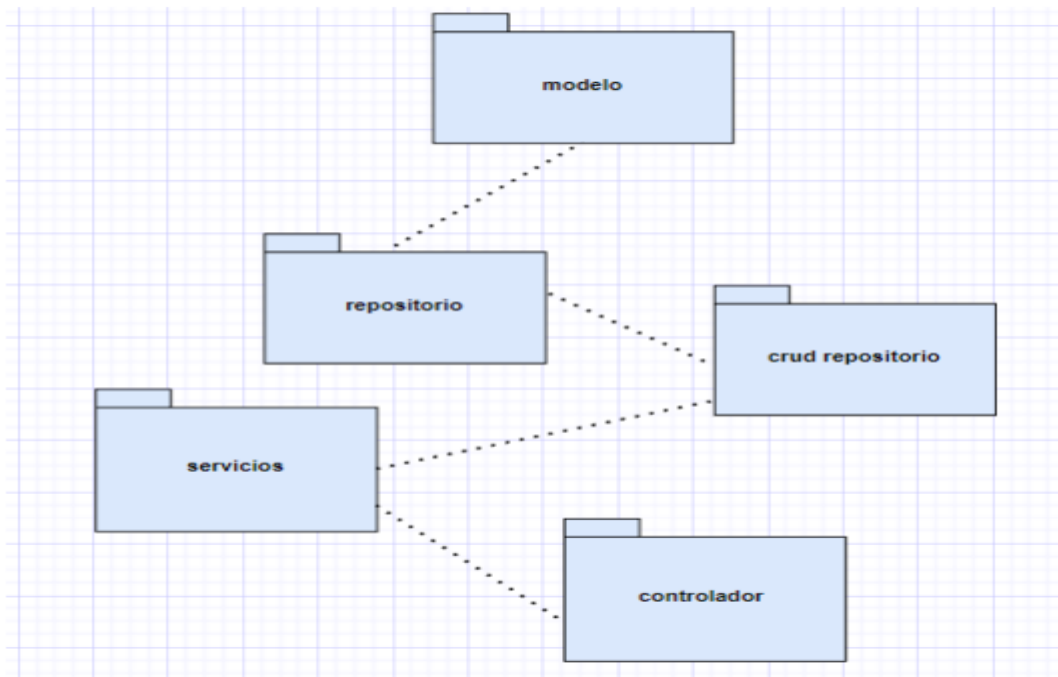 modelo
repositorio
crud repositorio
servicios
controlador